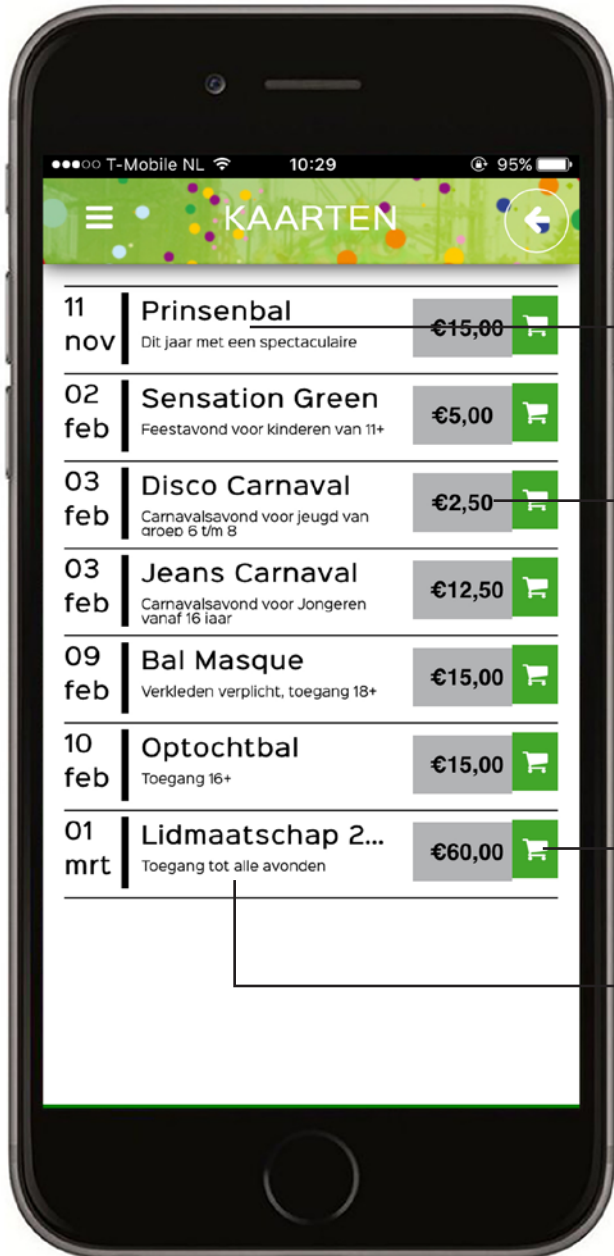 T-Mobile NL 10:29 95%
KAARTEN
11 nov
Prinsenbal
Dit jaar met een spectaculaire
€15,00
02 feb
Sensation Green
Feestavond voor kinderen van 11+
€5,00
03 feb
Disco Carnaval
Carnavalsavond voor jeugd van
groep 6 t/m 8
€2,50
03 feb
Jeans Carnaval
Carnavalsavond voor Jongeren
vanaf 16 jaar
€12,50
09 feb
Bal Masque
Verkleden verplicht, toegang 18+
€15,00
10 feb
Optochtbal
Toegang 16+
€15,00
01 mrt
Lidmaatschap 2...
Toegang tot alle avonden
€60,00